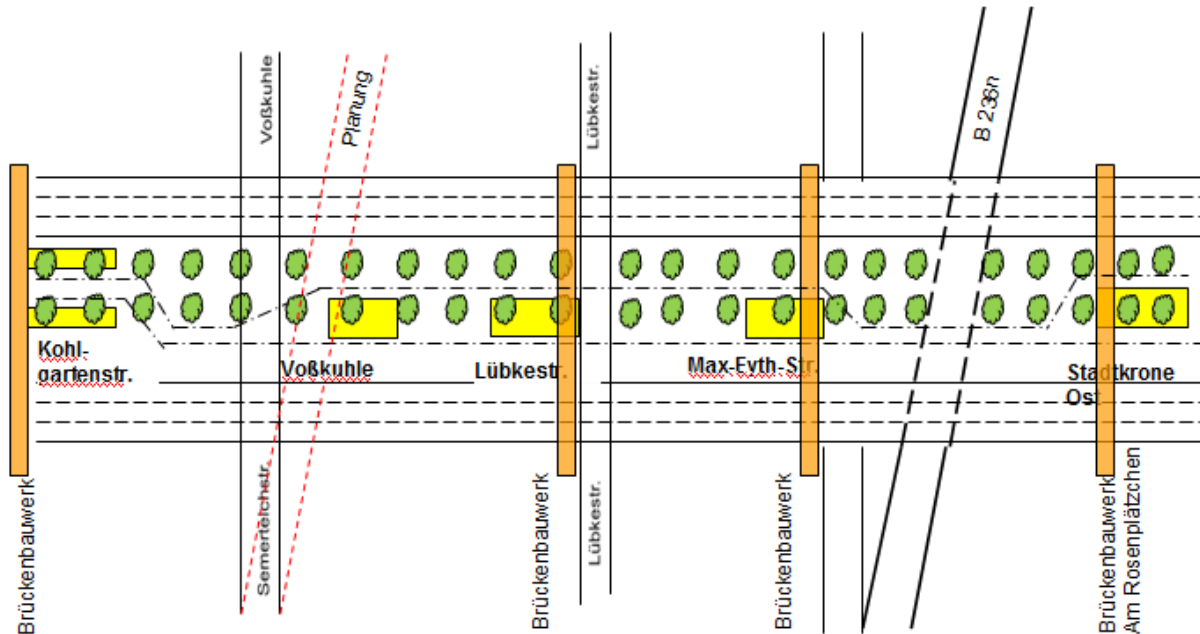 Voßkuhle
Planung
Lübkestr.
B 236n
Kohl-
gartenstr.
Voßkuhle
Lübkestr.
Max-Eyth-Str.
Stadtkrone
Ost
Brückenbauwerk
Semerteichstr.
Brückenbauwerk
Lübkestr.
Brückenbauwerk
Brückenbauwerk
Am Rosenplätzchen